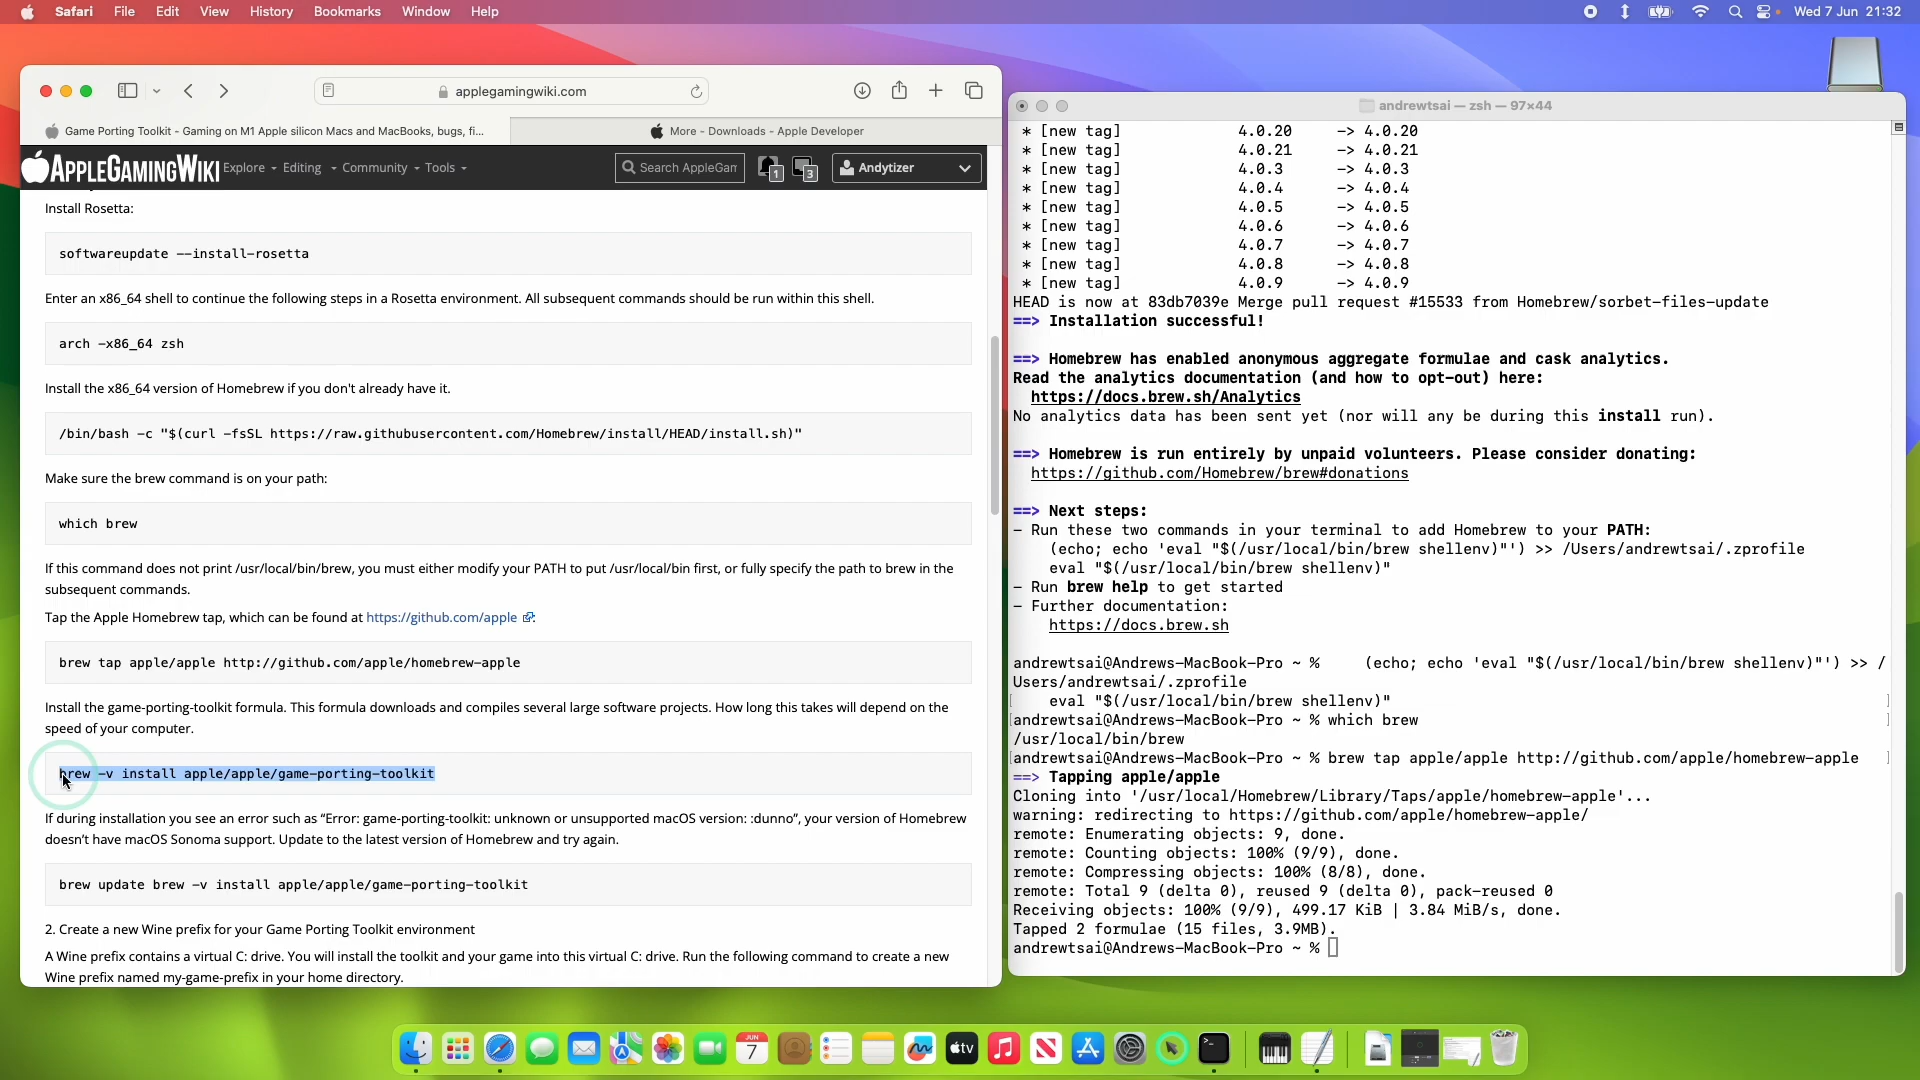 Safari File Edit View History Bookmarks Window Help
Wed 7 Jun 21:32
applegamingwiki.com
Game Porting Toolkit - Gaming on M1 Apple silicon Macs and MacBooks, bugs, fi...
More - Downloads - Apple Developer
APPLEGAMINGWIKI Explore Editing Community Tools
Search AppleGam
1
3
Andytizer
Install Rosetta:
softwareupdate --install-rosetta
Enter an x86_64 shell to continue the following steps in a Rosetta environment. All subsequent commands should be run within this shell.
arch -x86_64 zsh
Install the x86_64 version of Homebrew if you don't already have it.
/bin/bash -c "$(curl -fsSL https://raw.githubusercontent.com/Homebrew/install/HEAD/install.sh)"
Make sure the brew command is on your path:
which brew
If this command does not print /usr/local/bin/brew, you must either modify your PATH to put /usr/local/bin first, or fully specify the path to brew in the
subsequent commands.
Tap the Apple Homebrew tap, which can be found at https://github.com/apple :
brew tap apple/apple http://github.com/apple/homebrew-apple
Install the game-porting-toolkit formula. This formula downloads and compiles several large software projects. How long this takes will depend on the
speed of your computer.
brew -v install apple/apple/game-porting-toolkit
If during installation you see an error such as “Error: game-porting-toolkit: unknown or unsupported macOS version: :dunno”, your version of Homebrew
doesn’t have macOS Sonoma support. Update to the latest version of Homebrew and try again.
brew update brew -v install apple/apple/game-porting-toolkit
2. Create a new Wine prefix for your Game Porting Toolkit environment
A Wine prefix contains a virtual C: drive. You will install the toolkit and your game into this virtual C: drive. Run the following command to create a new
Wine prefix named my-game-prefix in your home directory.
andrewtsai — zsh — 97×44
* [new tag] 4.0.20 -> 4.0.20
* [new tag] 4.0.21 -> 4.0.21
* [new tag] 4.0.3 -> 4.0.3
* [new tag] 4.0.4 -> 4.0.4
* [new tag] 4.0.5 -> 4.0.5
* [new tag] 4.0.6 -> 4.0.6
* [new tag] 4.0.7 -> 4.0.7
* [new tag] 4.0.8 -> 4.0.8
* [new tag] 4.0.9 -> 4.0.9
HEAD is now at 83db7039e Merge pull request #15533 from Homebrew/sorbet-files-update
==> Installation successful!
==> Homebrew has enabled anonymous aggregate formulae and cask analytics.
Read the analytics documentation (and how to opt-out) here:
https://docs.brew.sh/Analytics
No analytics data has been sent yet (nor will any be during this install run).
==> Homebrew is run entirely by unpaid volunteers. Please consider donating:
https://github.com/Homebrew/brew#donations
==> Next steps:
- Run these two commands in your terminal to add Homebrew to your PATH:
(echo; echo 'eval "$(/usr/local/bin/brew shellenv)"') >> /Users/andrewtsai/.zprofile
eval "$(/usr/local/bin/brew shellenv)"
- Run brew help to get started
- Further documentation:
https://docs.brew.sh
andrewtsai@Andrews-MacBook-Pro ~ % (echo; echo 'eval "$(/usr/local/bin/brew shellenv)"') >> /
Users/andrewtsai/.zprofile
[ eval "$(/usr/local/bin/brew shellenv)" ]
[andrewtsai@Andrews-MacBook-Pro ~ % which brew ]
/usr/local/bin/brew
[andrewtsai@Andrews-MacBook-Pro ~ % brew tap apple/apple http://github.com/apple/homebrew-apple ]
==> Tapping apple/apple
Cloning into '/usr/local/Homebrew/Library/Taps/apple/homebrew-apple'...
warning: redirecting to https://github.com/apple/homebrew-apple/
remote: Enumerating objects: 9, done.
remote: Counting objects: 100% (9/9), done.
remote: Compressing objects: 100% (8/8), done.
remote: Total 9 (delta 0), reused 9 (delta 0), pack-reused 0
Receiving objects: 100% (9/9), 499.17 KiB | 3.84 MiB/s, done.
Tapped 2 formulae (15 files, 3.9MB).
andrewtsai@Andrews-MacBook-Pro ~ %
JUN
7
tv